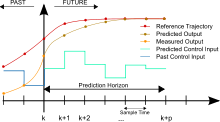 PAST
FUTURE
Reference Trajectory
Predicted Output
Measured Output
Predicted Control Input
Past Control Input
Prediction Horizon
Sample Time
k
k+1
k+2
...
k+p